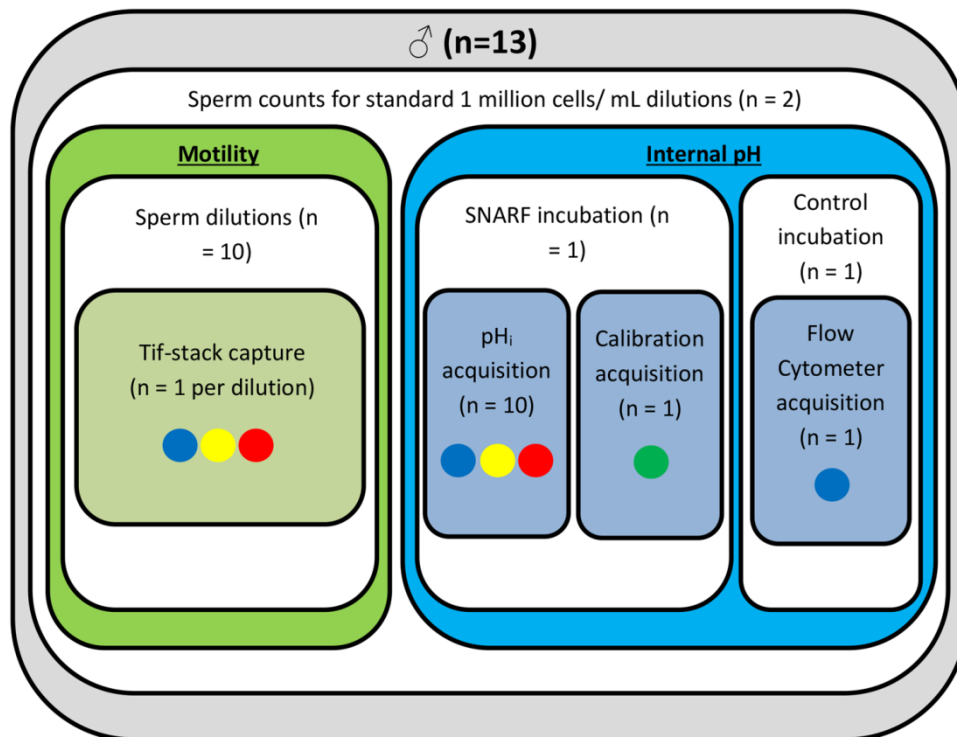 ♂ (n=13)
Sperm counts for standard 1 million cells/ mL dilutions (n = 2)
Motility
Sperm dilutions (n
= 10)
Tif-stack capture
(n = 1 per dilution)
Internal pH
SNARF incubation (n
= 1)
pHᵢ
acquisition
(n = 10)
Calibration
acquisition
(n = 1)
Control
incubation
(n = 1)
Flow
Cytometer
acquisition
(n = 1)